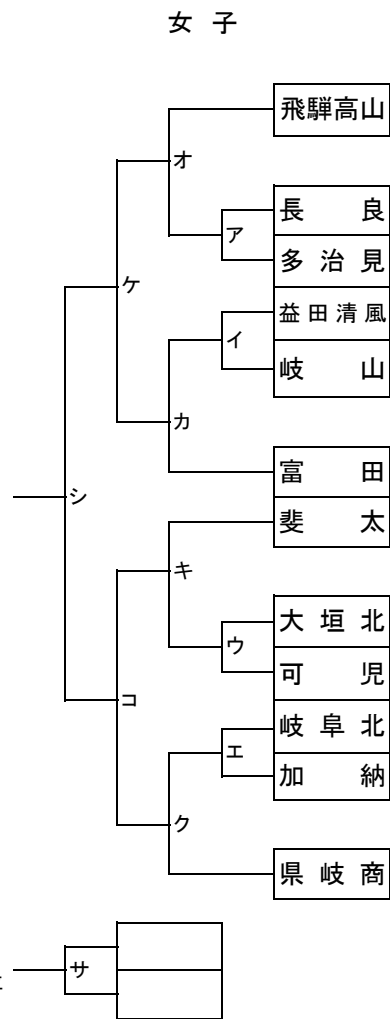 女子
飛騨高山
オ
長良
ア
多治見
ケ
益田清風
イ
岐山
カ
富田
シ
斐太
キ
大垣北
ウ
可児
コ
岐阜北
エ
加納
ク
県岐商
サ